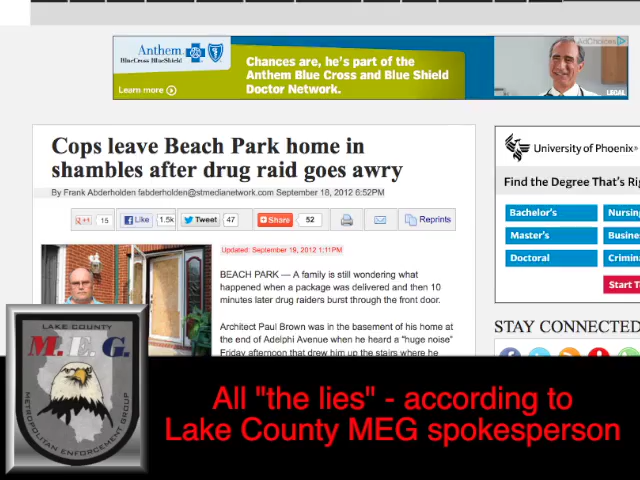 AdChoices
Anthem
BlueCross BlueShield
Chances are, he's part of the
Anthem Blue Cross and Blue Shield
Doctor Network.
Learn more
LEGAL
Cops leave Beach Park home in
shambles after drug raid goes awry
By Frank Abderholden fabderholden@stmedianetwork.com September 18, 2012 6:52PM
+1 15 Like 1.5k Tweet 47 Share 52 Reprints
Updated: September 19, 2012 1:11PM
BEACH PARK — A family is still wondering what
happened when a package was delivered and then 10
minutes later drug raiders burst through the front door.
Architect Paul Brown was in the basement of his home at
the end of Adelphi Avenue when he heard a "huge noise"
Friday afternoon that drew him up the stairs where he
University of Phoenix
Find the Degree That's Ri
Bachelor's Nursing
Master's Busine
Doctoral Crimina
Start T
STAY CONNECTED
LAKE COUNTY
M.E.G.
METROPOLITAN ENFORCEMENT GROUP
All "the lies" - according to
Lake County MEG spokesperson